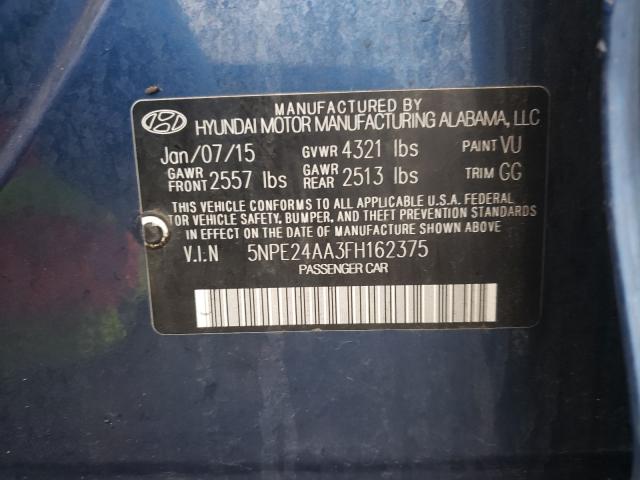 MANUFACTURED BY
HYUNDAI MOTOR MANUFACTURING ALABAMA, LLC
Jan/07/15 GVWR 4321 lbs PAINT VU
GAWR FRONT 2557 lbs GAWR REAR 2513 lbs TRIM GG
THIS VEHICLE CONFORMS TO ALL APPLICABLE U.S.A. FEDERAL
MOTOR VEHICLE SAFETY, BUMPER, AND THEFT PREVENTION STANDARDS
IN EFFECT ON THE DATE OF MANUFACTURE SHOWN ABOVE.
V.I.N 5NPE24AA3FH162375
PASSENGER CAR